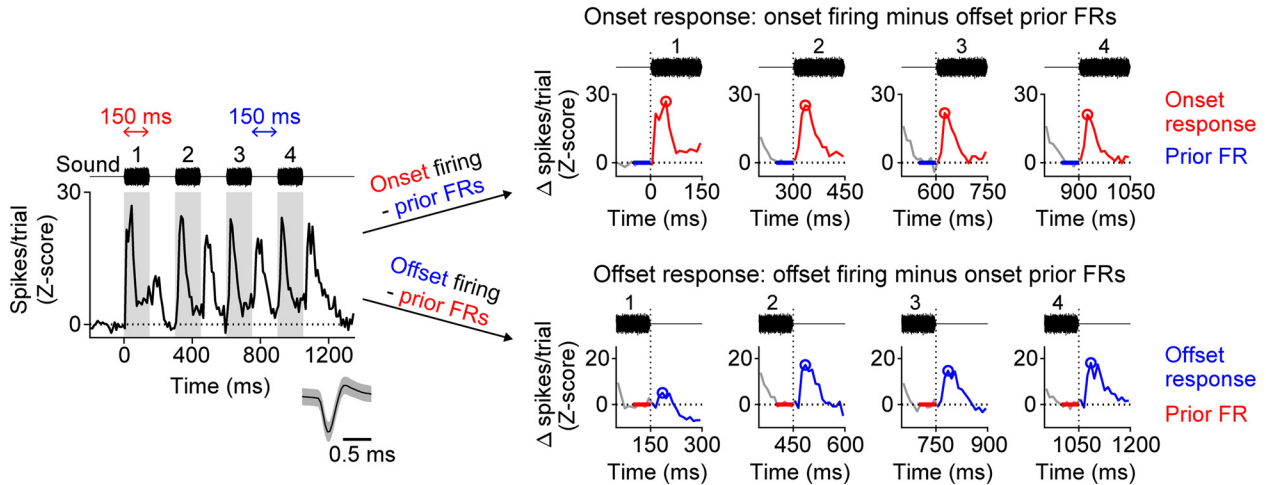 150 ms
150 ms
Sound
1 2 3 4
30
0
Spikes/trial
(Z-score)
0 400 800 1200
Time (ms)
0.5 ms
Onset firing
- prior FRs
Offset firing
- prior FRs
Onset response: onset firing minus offset prior FRs
1 2 3 4
Δ spikes/trial
(Z-score)
30 30 30 30
0 0 0 0
0 150 300 450 600 750 900 1050
Time (ms) Time (ms) Time (ms) Time (ms)
Onset
response
Prior FR
Offset response: offset firing minus onset prior FRs
1 2 3 4
Δ spikes/trial
(Z-score)
20 20 20 20
0 0 0 0
150 300 450 600 750 900 1050 1200
Time (ms) Time (ms) Time (ms) Time (ms)
Offset
response
Prior FR